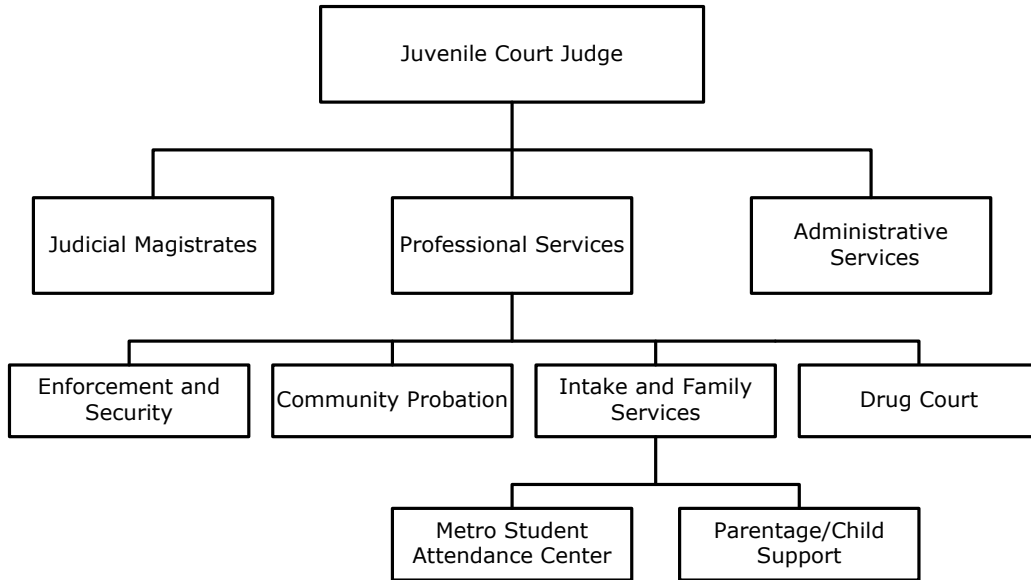 Juvenile Court Judge
Judicial Magistrates
Professional Services
Administrative
Services
Enforcement and
Security
Community Probation
Intake and Family
Services
Drug Court
Metro Student
Attendance Center
Parentage/Child
Support